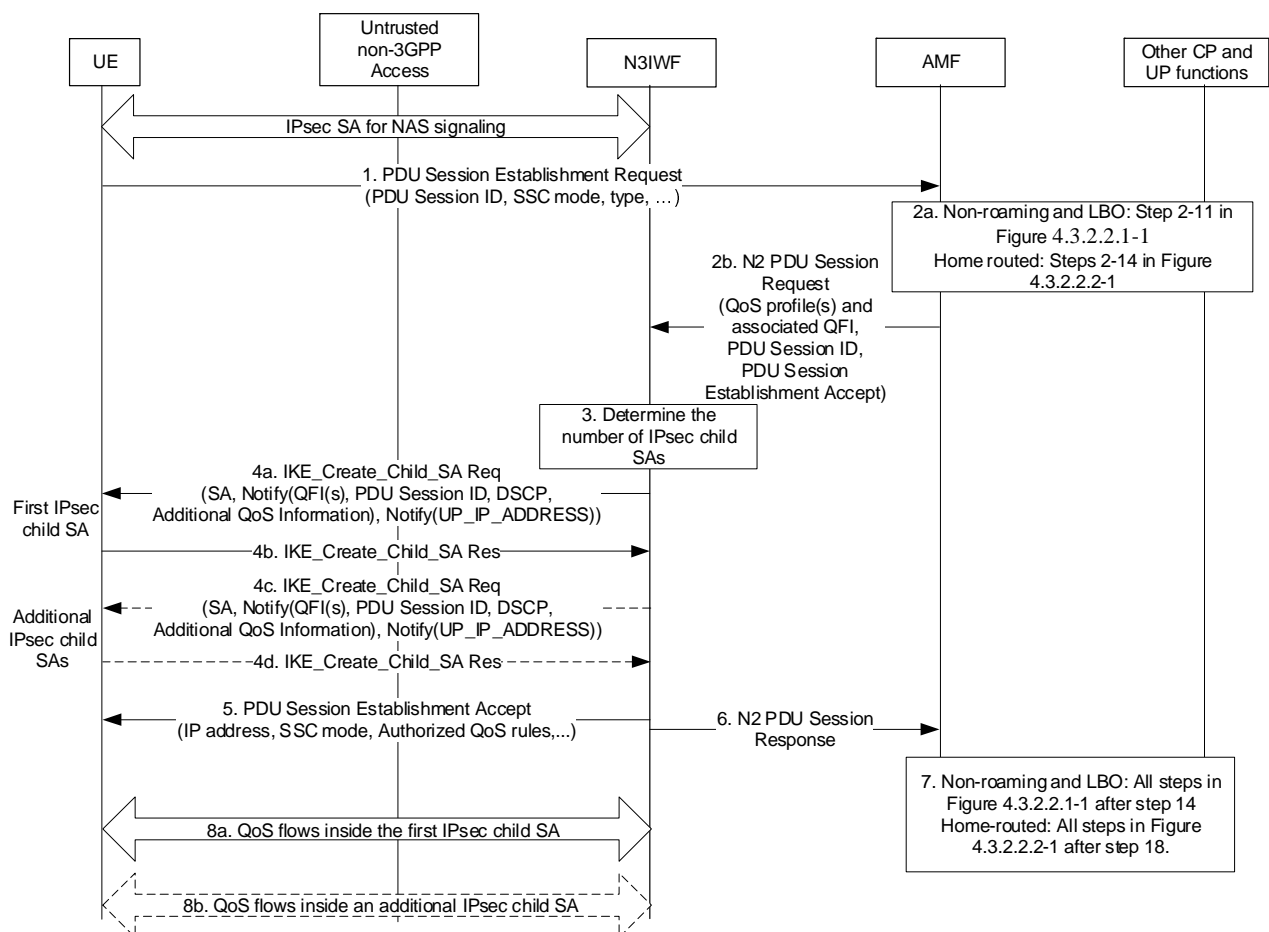 UE
Untrusted
non-3GPP
Access
N3IWF
AMF
Other CP and
UP functions
IPsec SA for NAS signaling
1. PDU Session Establishment Request
(PDU Session ID, SSC mode, type, …)
2a. Non-roaming and LBO: Step 2-11 in
Figure 4.3.2.2.1-1
Home routed: Steps 2-14 in Figure
4.3.2.2.2-1
2b. N2 PDU Session
Request
(QoS profile(s) and
associated QFI,
PDU Session ID,
PDU Session
Establishment Accept)
3. Determine the
number of IPsec child
SAs
4a. IKE_Create_Child_SA Req
(SA, Notify(QFI(s), PDU Session ID, DSCP,
Additional QoS Information), Notify(UP_IP_ADDRESS))
First IPsec
child SA
4b. IKE_Create_Child_SA Res
4c. IKE_Create_Child_SA Req
(SA, Notify(QFI(s), PDU Session ID, DSCP,
Additional QoS Information), Notify(UP_IP_ADDRESS))
Additional
IPsec child
SAs
4d. IKE_Create_Child_SA Res
5. PDU Session Establishment Accept
(IP address, SSC mode, Authorized QoS rules,...)
6. N2 PDU Session
Response
7. Non-roaming and LBO: All steps in
Figure 4.3.2.2.1-1 after step 14
Home-routed: All steps in Figure
4.3.2.2.2-1 after step 18.
8a. QoS flows inside the first IPsec child SA
8b. QoS flows inside an additional IPsec child SA